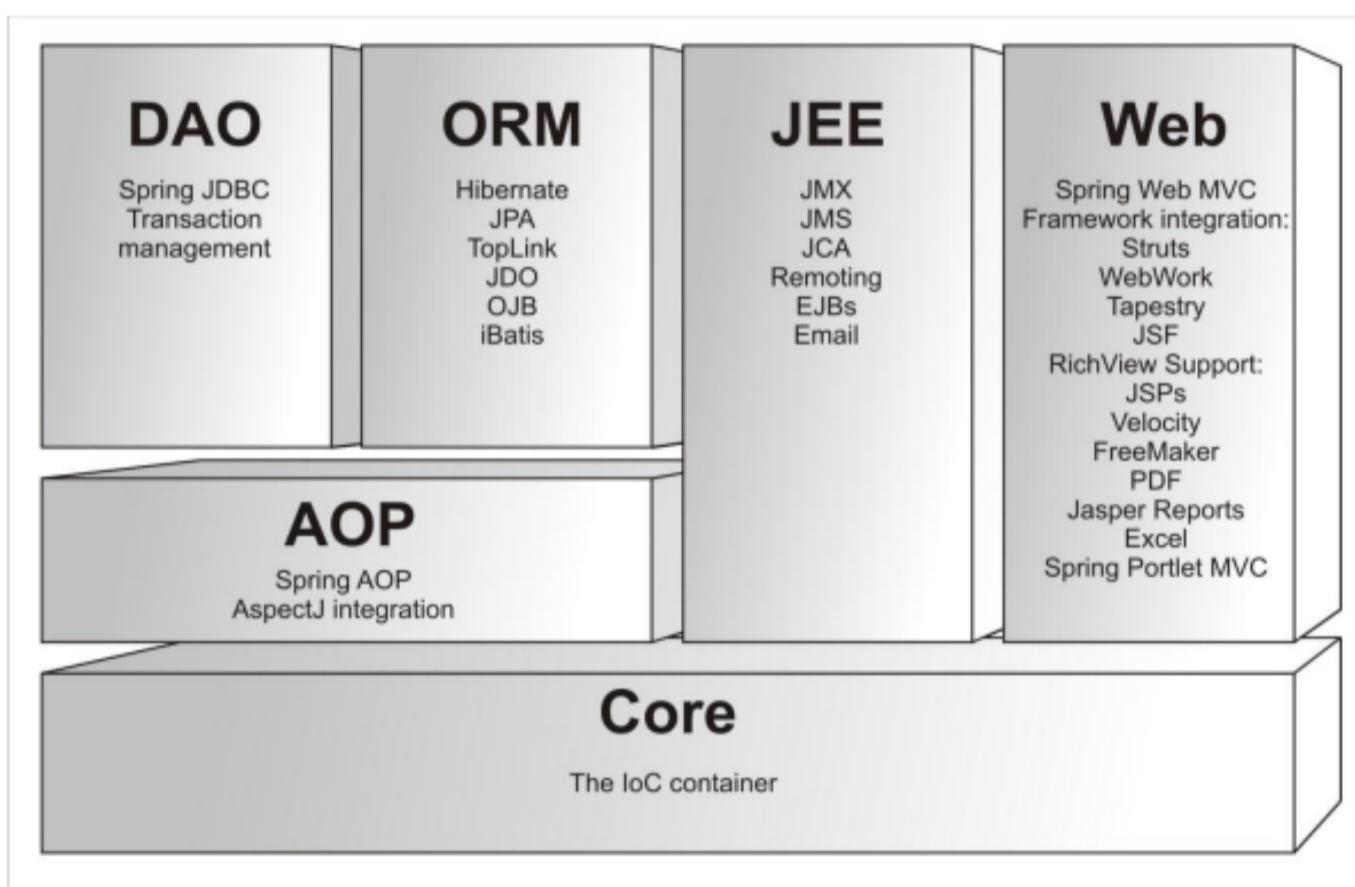 DAO
Spring JDBC
Transaction
management
ORM
Hibernate
JPA
TopLink
JDO
OJB
iBatis
JEE
JMX
JMS
JCA
Remoting
EJBs
Email
Web
Spring Web MVC
Framework integration:
Struts
WebWork
Tapestry
JSF
RichView Support:
JSPs
Velocity
FreeMaker
PDF
Jasper Reports
Excel
Spring Portlet MVC
AOP
Spring AOP
AspectJ integration
Core
The IoC container